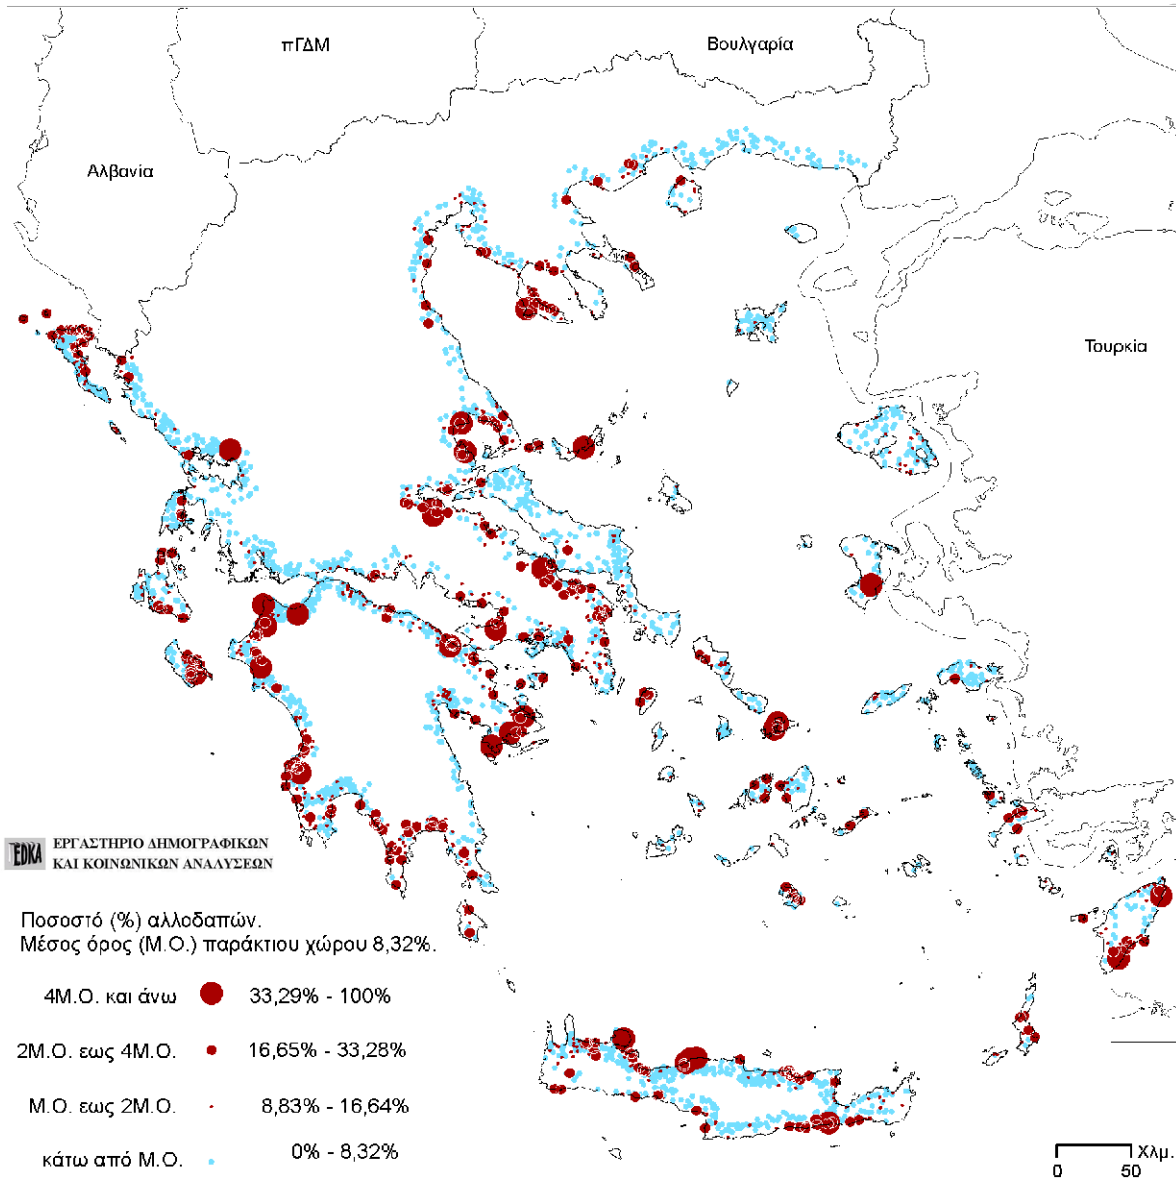 πΓΔΜ
Βουλγαρία
Αλβανία
Τουρκία
ΕΔΚΑ
ΕΡΓΑΣΤΗΡΙΟ ΔΗΜΟΓΡΑΦΙΚΩΝ
ΚΑΙ ΚΟΙΝΩΝΙΚΩΝ ΑΝΑΛΥΣΕΩΝ
Ποσοστό (%) αλλοδαπών.
Μέσος όρος (Μ.Ο.) παράκτιου χώρου 8,32%.
4Μ.Ο. και άνω 33,29% - 100%
2Μ.Ο. εως 4Μ.Ο. 16,65% - 33,28%
Μ.Ο. εως 2Μ.Ο. 8,83% - 16,64%
κάτω από Μ.Ο. 0% - 8,32%
Χλμ.
0 50